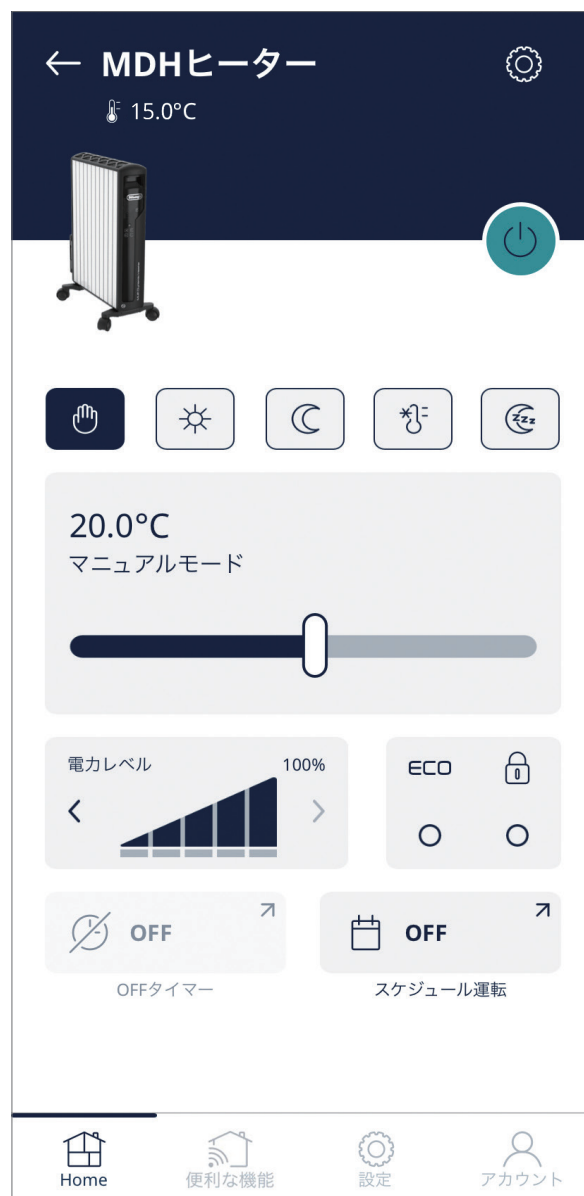 MDHヒーター
15.0°C
20.0°C
マニュアルモード
電力レベル 100%
ECO
OFF
OFF
OFFタイマー スケジュール運転
Home 便利な機能 設定 アカウント